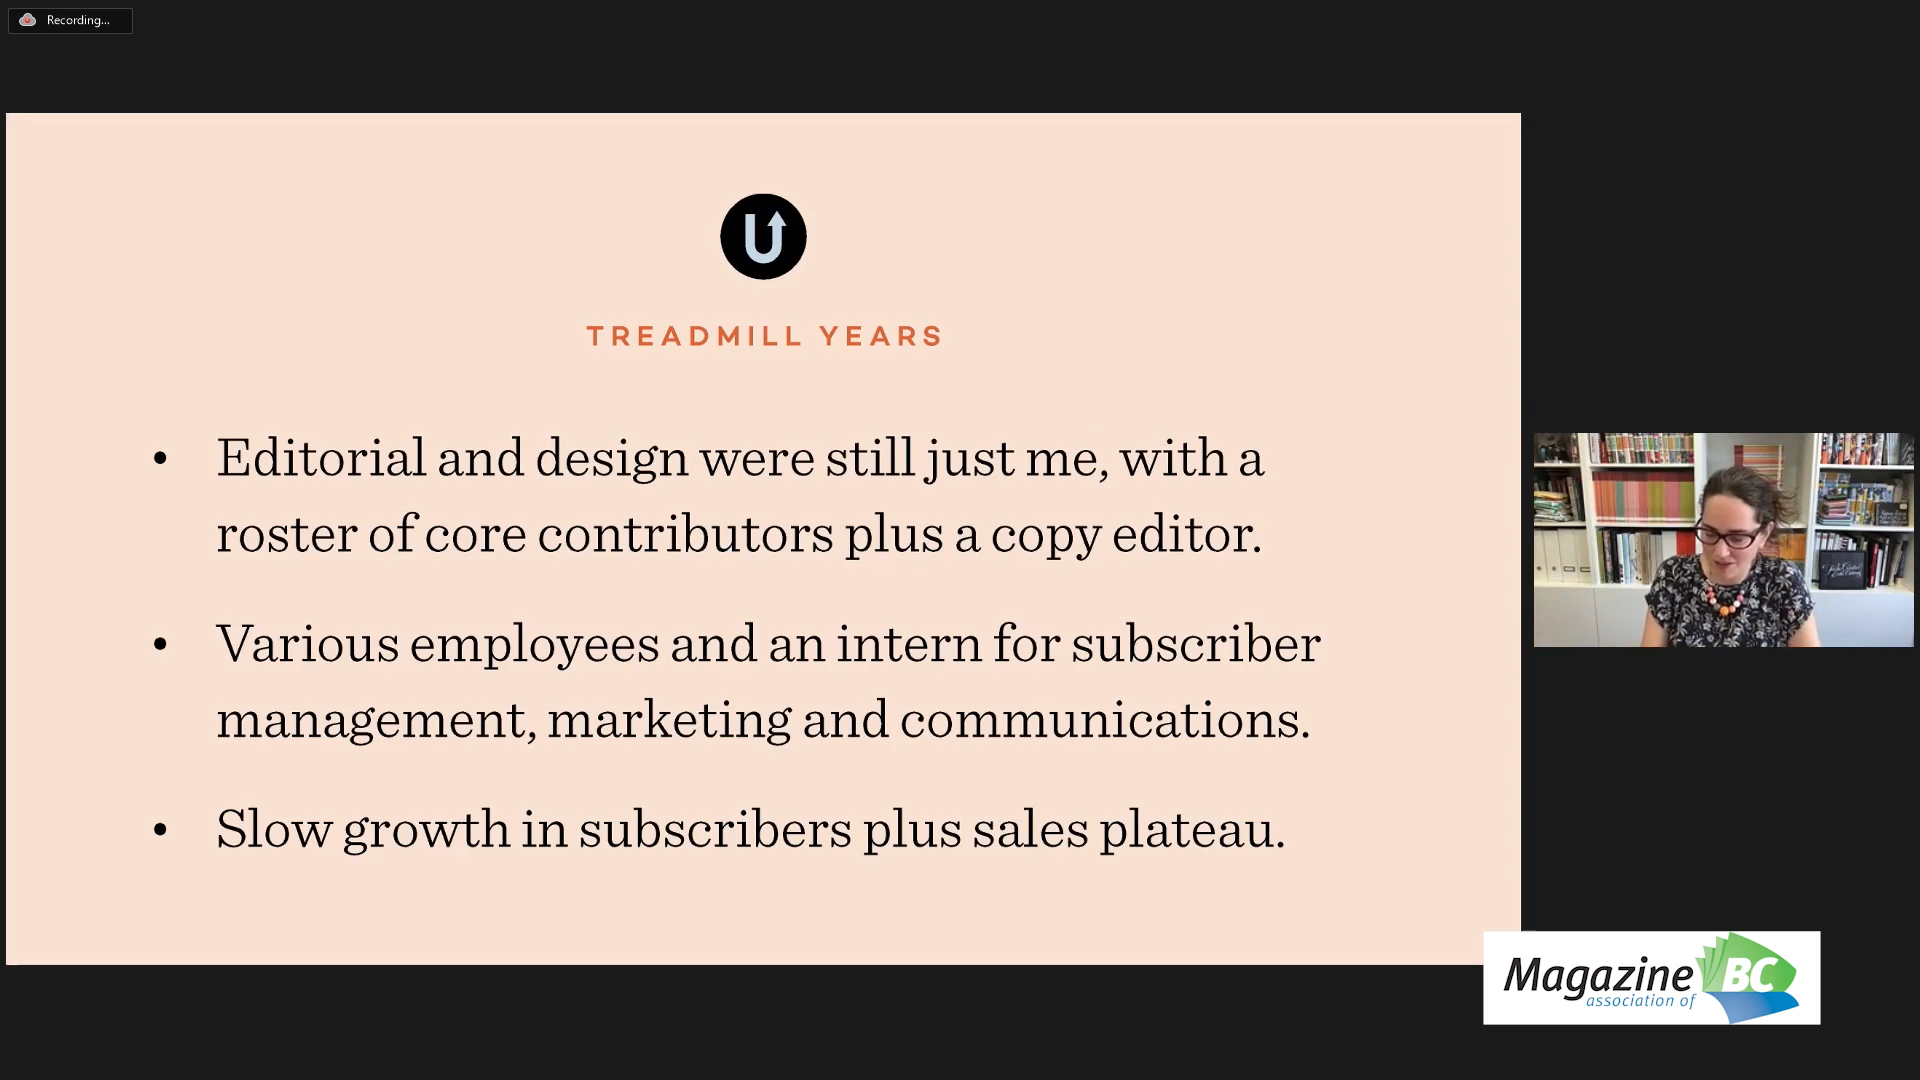 Recording...
U
TREADMILL YEARS
• Editorial and design were still just me, with a
roster of core contributors plus a copy editor.
• Various employees and an intern for subscriber
management, marketing and communications.
• Slow growth in subscribers plus sales plateau.
Magazine BC
association of